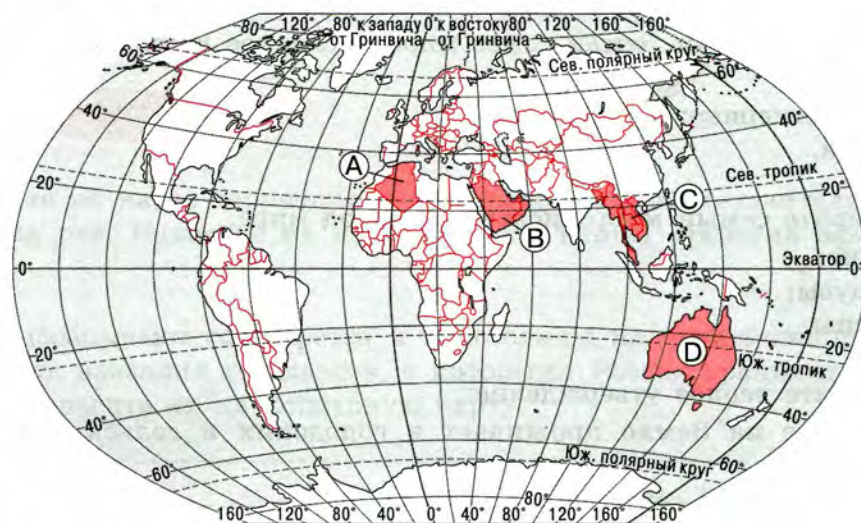 120° 80° к западу 0° к востоку 80° 120° 160° 160°
от Гринвича от Гринвича
60° Сев. полярный круг 60°
40° 40°
A
20° Сев. тропик 20°
C
B
Экватор
0° 0°
D
20° Юж. тропик 20°
40° 40°
60° Юж. полярный круг 60°
80° 80°
160° 120° 80° 40° 0° 40° 80° 120° 160°